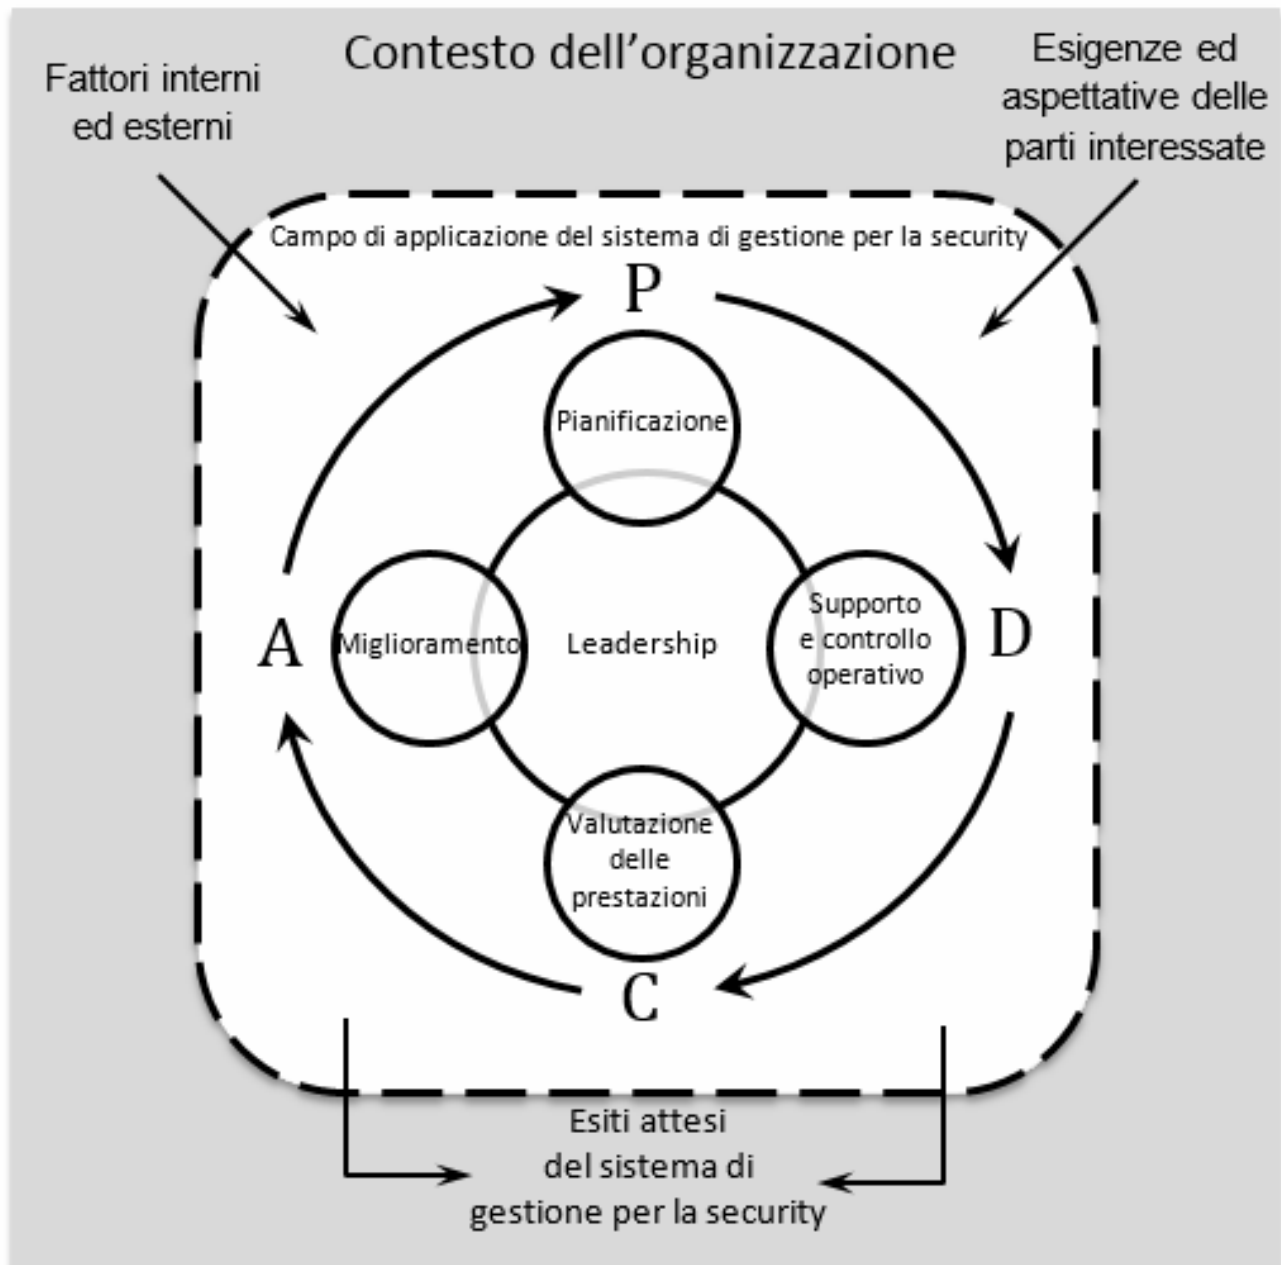 Contesto dell’organizzazione
Fattori interni
ed esterni
Esigenze ed
aspettative delle
parti interessate
Campo di applicazione del sistema di gestione per la security
P
Pianificazione
A
Miglioramento
Leadership
Supporto
e controllo
operativo
D
Valutazione
delle
prestazioni
C
Esiti attesi
del sistema di
gestione per la security